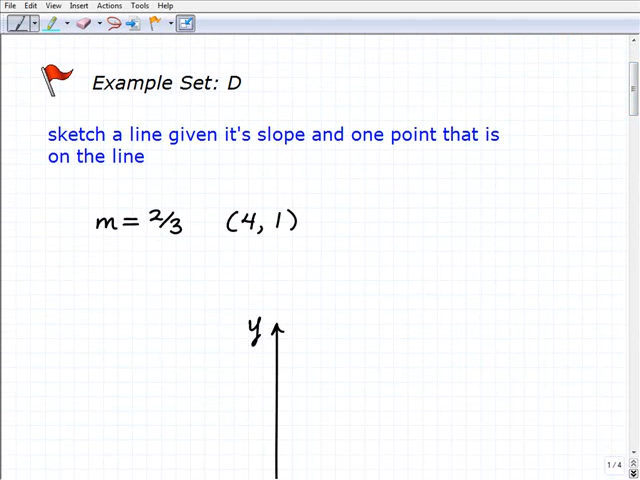 File Edit View Insert Actions Tools Help
Example Set: D
sketch a line given it's slope and one point that is
on the line
m = 2/3 (4, 1)
y
1 / 4